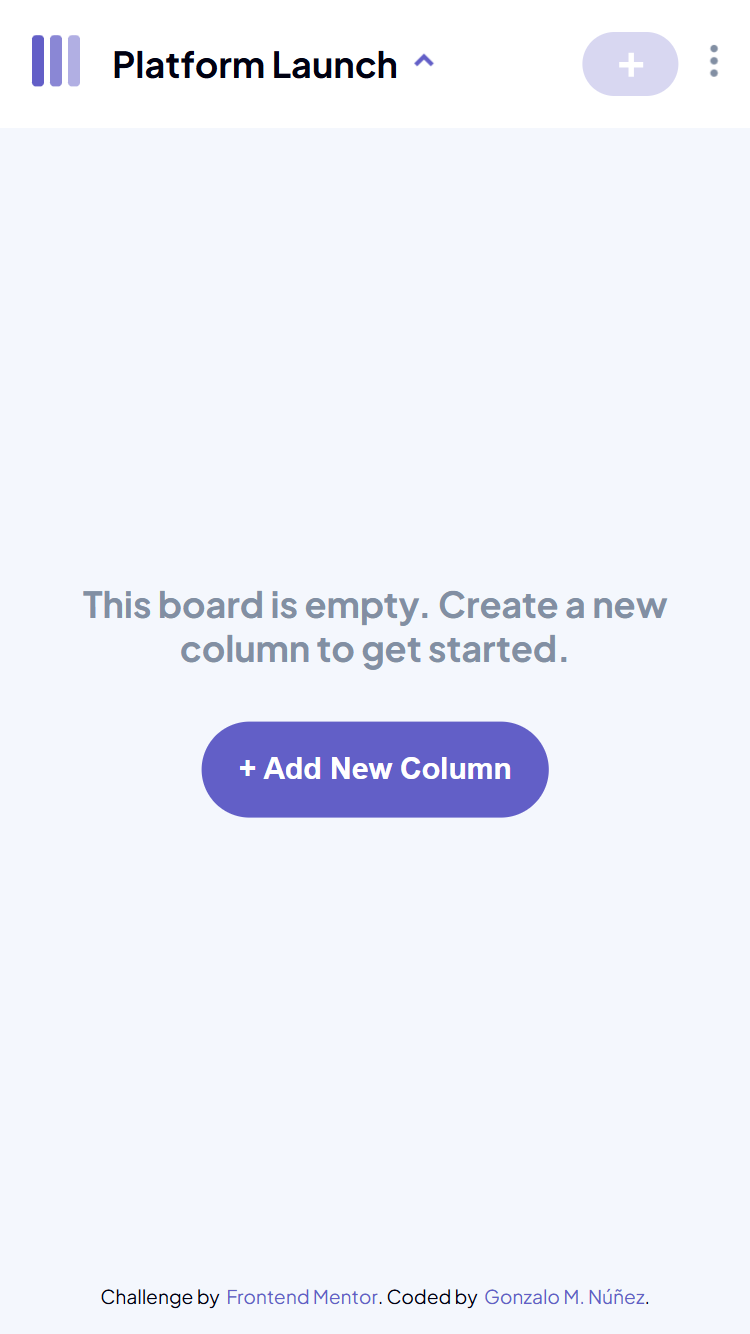 Platform Launch
+
This board is empty. Create a new
column to get started.
+ Add New Column
Challenge by Frontend Mentor. Coded by Gonzalo M. Núñez.